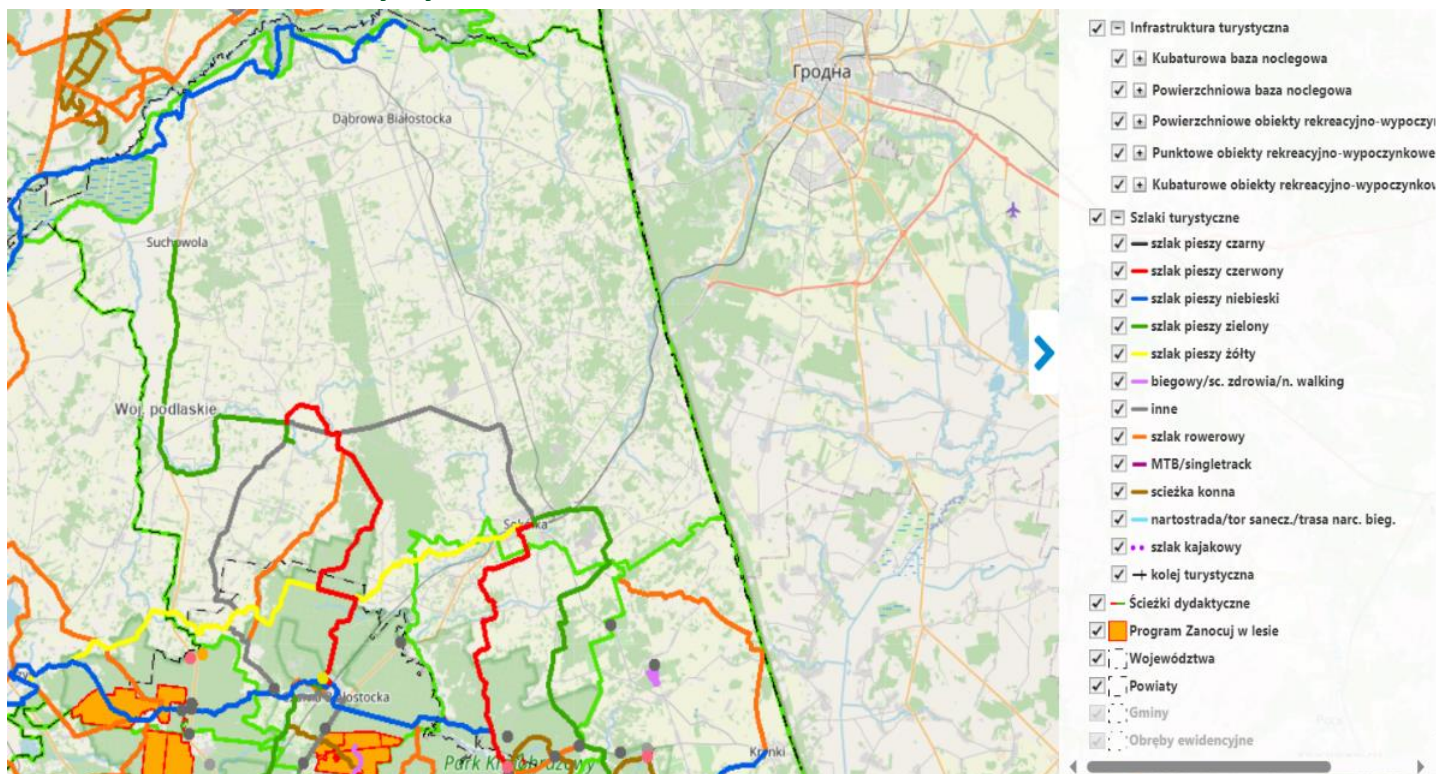 Гродна
Dąbrowa Białostocka
Suchowola
Woj. podlaskie
Sokółka
Krynki
Infrastruktura turystyczna
Kubaturowa baza noclegowa
Powierzchniowa baza noclegowa
Powierzchniowe obiekty rekreacyjno-wypoczy
Punktowe obiekty rekreacyjno-wypoczynkowe
Kubaturowe obiekty rekreacyjno-wypoczynkow
Szlaki turystyczne
szlak pieszy czarny
szlak pieszy czerwony
szlak pieszy niebieski
szlak pieszy zielony
szlak pieszy żółty
biegowy/sc. zdrowia/n. walking
inne
szlak rowerowy
MTB/singletrack
scieżka konna
nartostrada/tor sanecz./trasa narc. bieg.
szlak kajakowy
kolej turystyczna
Ścieżki dydaktyczne
Program Zanocuj w lesie
Województwa
Powiaty
Gminy
Obręby ewidencyjne